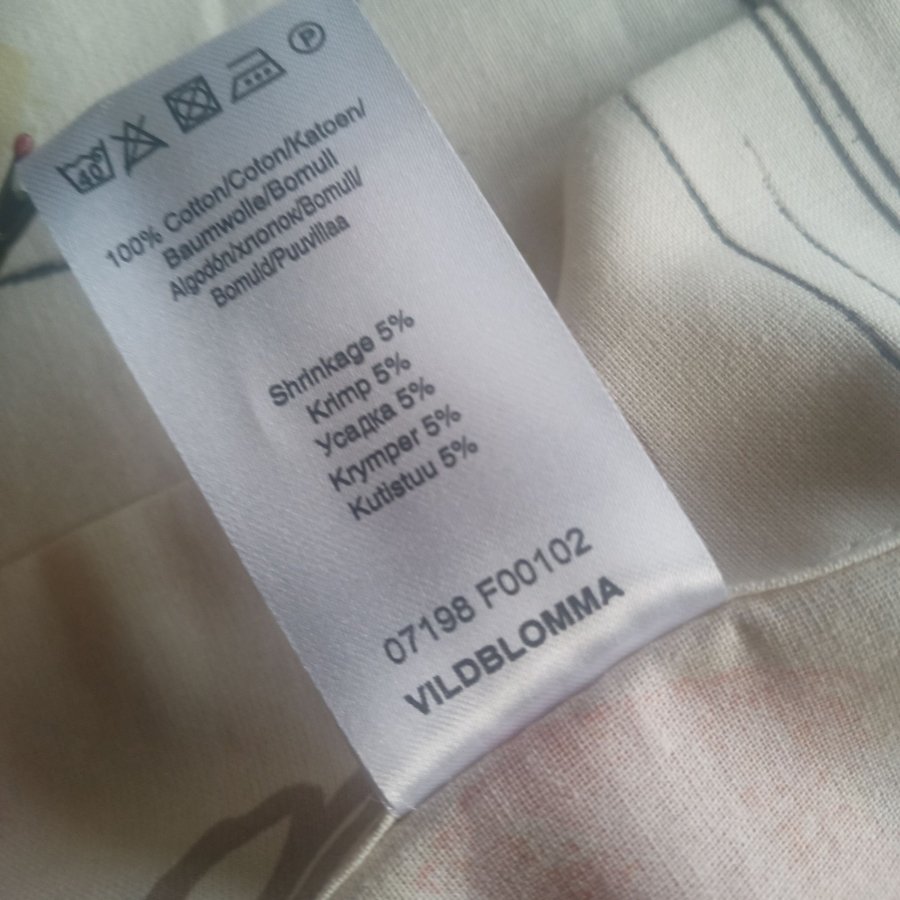 40 P
100% Cotton/Coton/Katoen/
Baumwolle/Bomull
Algodón/хлопок/Bomull/
Bomuld/Puuvillaa
Shrinkage 5%
Krimp 5%
Усадка 5%
Krymper 5%
Kutistuu 5%
07198 F00102
VILDBLOMMA